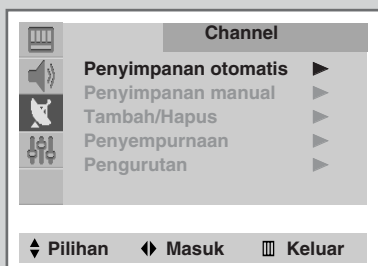 Channel
Penyimpanan otomatis
Penyimpanan manual
Tambah/Hapus
Penyempurnaan
Pengurutan
Pilihan Masuk Keluar